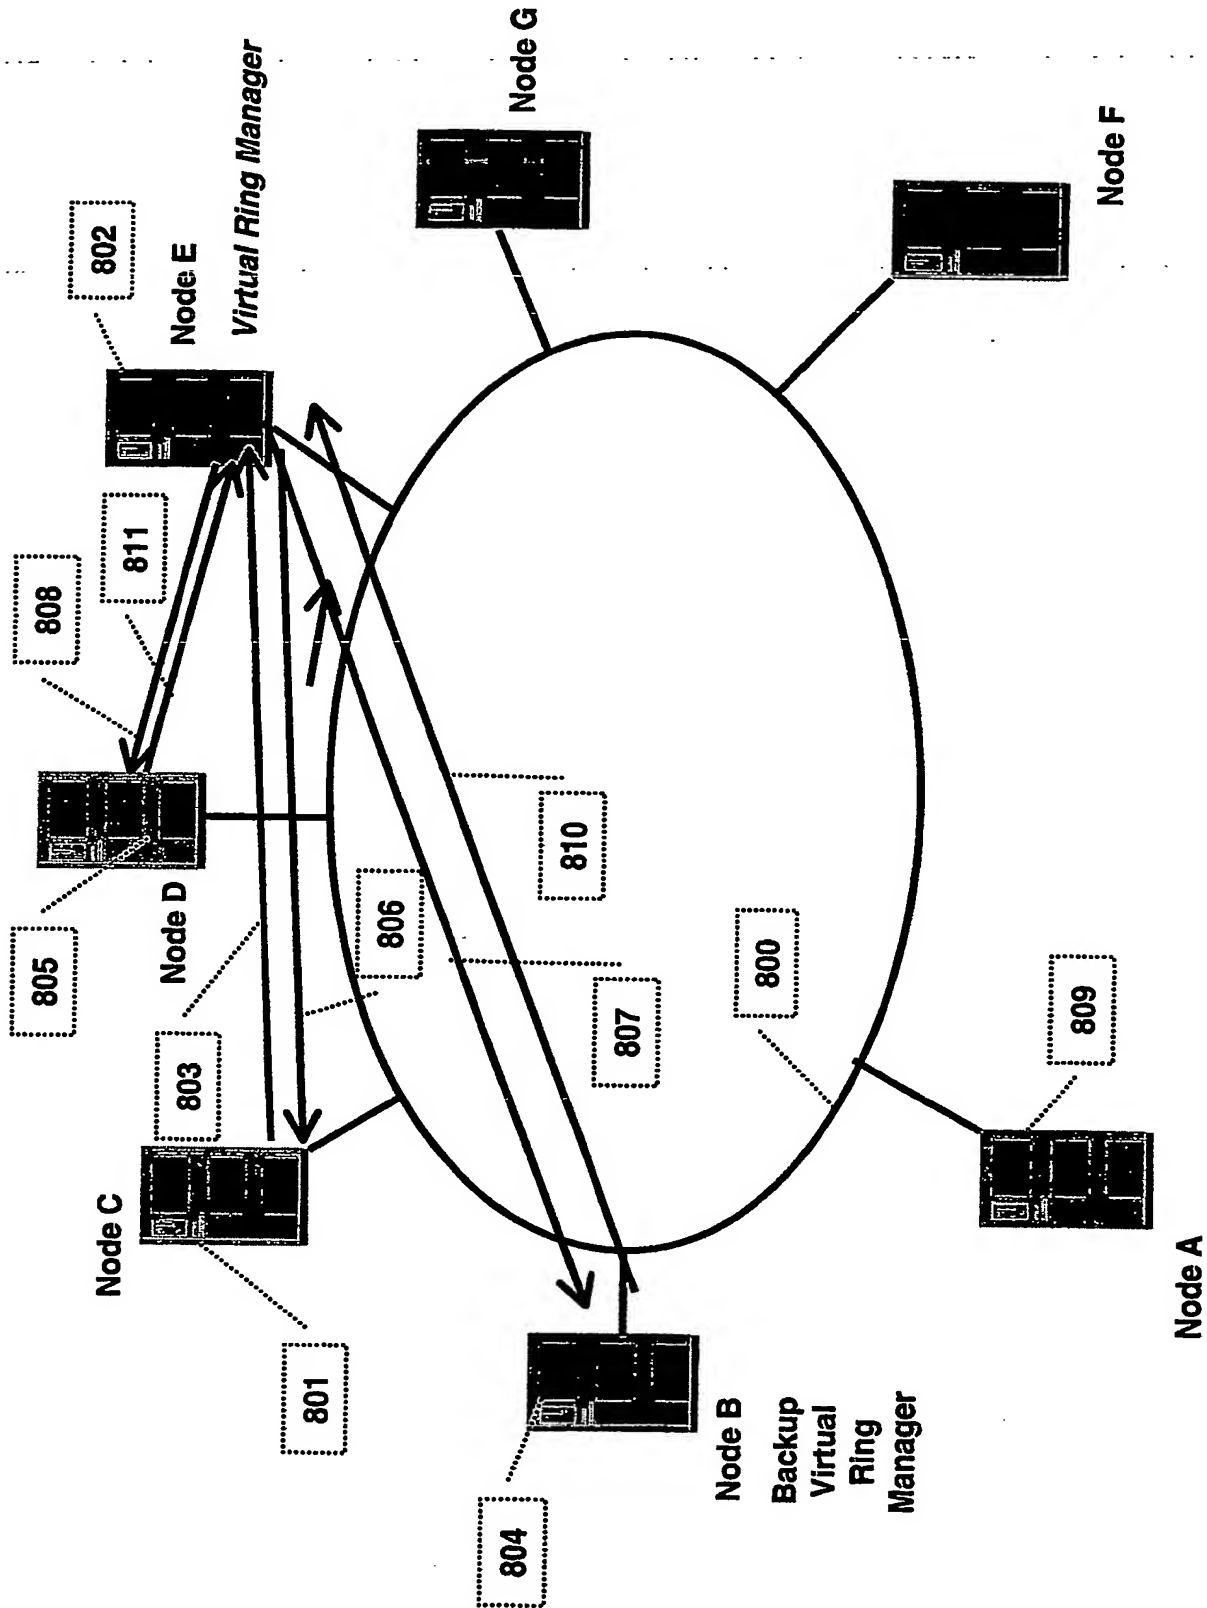 Node C
801
803
Node D
805
808
811
Node E
Virtual Ring Manager
802
Node G
Node F
806
807
810
800
809
Node A
804
Node B
Backup
Virtual
Ring
Manager